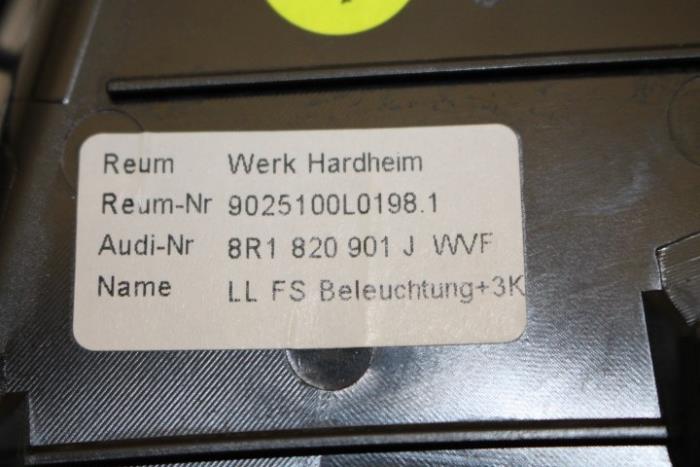 Reum Werk Hardheim
Reum-Nr 9025100L0198.1
Audi-Nr 8R1 820 901 J WVF
Name LL FS Beleuchtung+3K